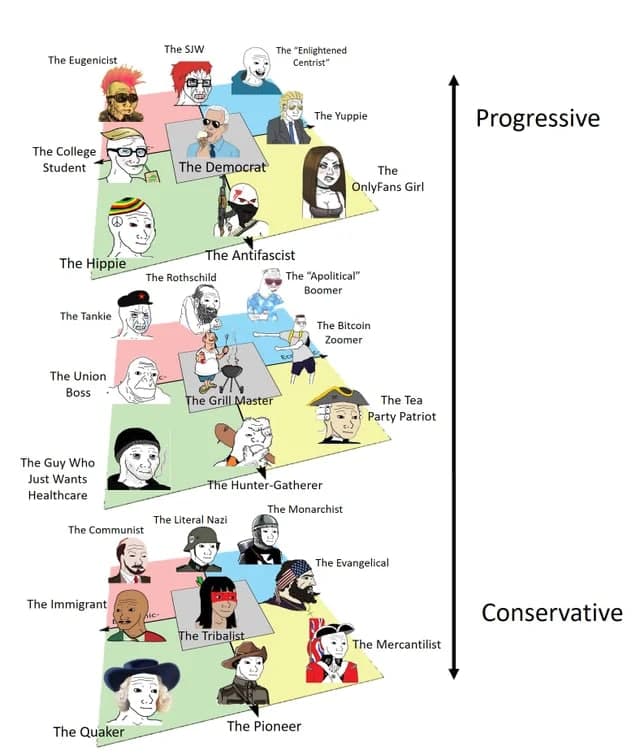 The SJW
The "Enlightened
Centrist"
The Eugenicist
The Yuppie
Progressive
The College
Student
The Democrat
The
OnlyFans Girl
The Antifascist
The Hippie
The Rothschild
The "Apolitical"
Boomer
The Tankie
The Bitcoin
Zoomer
The Union
Boss
The Grill Master
The Tea
Party Patriot
The Guy Who
Just Wants
Healthcare
The Hunter-Gatherer
The Monarchist
The Literal Nazi
The Communist
The Evangelical
The Immigrant
Conservative
The Tribalist
The Mercantilist
The Pioneer
The Quaker